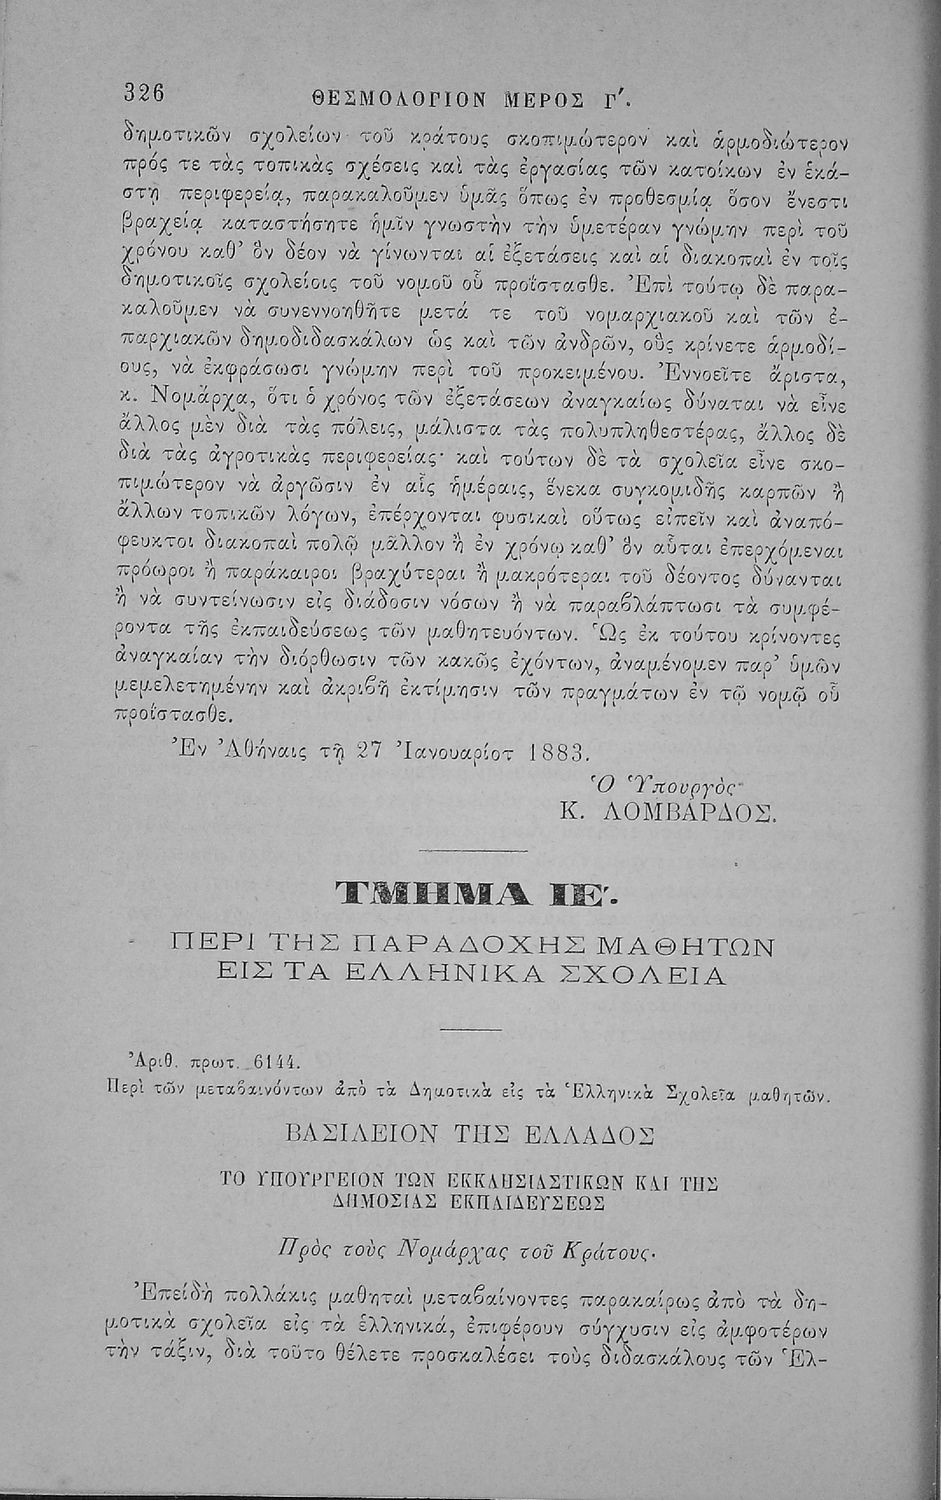 326 ΘΕΣΜΟΛΟΓΙΟΝ ΜΕΡΟΣ Γ΄.
δημοτικῶν σχολείων τοῦ κράτους σκοπιμώτερον καὶ ἁρμοδιώτερον
πρός τε τὰς τοπικὰς σχέσεις καὶ τὰς ἐργασίας τῶν κατοίκων ἐν ἑκά-
στῃ περιφερείᾳ, παρακαλοῦμεν ὑμᾶς ὅπως ἐν προθεσμίᾳ ὅσον ἔνεστι
βραχείᾳ καταστήσητε ἡμῖν γνωστὴν τὴν ὑμετέραν γνώμην περὶ τοῦ
χρόνου καθ’ ὃν δέον νὰ γίνωνται αἱ ἐξετάσεις καὶ αἱ διακοπαὶ ἐν τοῖς
δημοτικοῖς σχολείοις τοῦ νομοῦ οὗ προΐστασθε. Ἐπὶ τούτῳ δὲ παρα-
καλοῦμεν νὰ συνεννοηθῆτε μετά τε τοῦ νομαρχιακοῦ καὶ τῶν ἐ-
παρχιακῶν δημοδιδασκάλων ὡς καὶ τῶν ἀνδρῶν, οὓς κρίνετε ἁρμοδί-
ους, νὰ ἐκφράσωσι γνώμην περὶ τοῦ προκειμένου. Ἐννοεῖτε ἄριστα,
κ. Νομάρχα, ὅτι ὁ χρόνος τῶν ἐξετάσεων ἀναγκαίως δύναται νὰ εἶνε
ἄλλος μὲν διὰ τὰς πόλεις, μάλιστα τὰς πολυπληθεστέρας, ἄλλος δὲ
διὰ τὰς ἀγροτικὰς περιφερείας· καὶ τούτων δὲ τὰ σχολεῖα εἶνε σκο-
πιμώτερον νὰ ἀργῶσιν ἐν αἷς ἡμέραις, ἕνεκα συγκομιδῆς καρπῶν ἢ
ἄλλων τοπικῶν λόγων, ἐπέρχονται φυσικαὶ οὕτως εἰπεῖν καὶ ἀναπό-
φευκτοι διακοπαὶ πολῷ μᾶλλον ἢ ἐν χρόνῳ καθ’ ὃν αὗται ἐπερχόμεναι
πρόωροι ἢ παράκαιροι βραχύτεραι ἢ μακρότεραι τοῦ δέοντος δύνανται
ἢ νὰ συντείνωσιν εἰς διάδοσιν νόσων ἢ νὰ παραβλάπτωσι τὰ συμφέ-
ροντα τῆς ἐκπαιδεύσεως τῶν μαθητευόντων. Ὡς ἐκ τούτου κρίνοντες
ἀναγκαίαν τὴν διόρθωσιν τῶν κακῶς ἐχόντων, ἀναμένομεν παρ’ ὑμῶν
μεμελετημένην καὶ ἀκριβῆ ἐκτίμησιν τῶν πραγμάτων ἐν τῷ νομῷ οὗ
προΐστασθε.
Ἐν Ἀθήναις τῇ 27 Ἰανουαρίοτ 1883.
Ὁ Ὑπουργὸς
Κ. ΛΟΜΒΑΡΔΟΣ.
ΤΜΗΜΑ ΙΕ΄.
ΠΕΡΙ ΤΗΣ ΠΑΡΑΔΟΧΗΣ ΜΑΘΗΤΩΝ
ΕΙΣ ΤΑ ΕΛΛΗΝΙΚΑ ΣΧΟΛΕΙΑ
Ἀριθ. πρωτ. 6144.
Περὶ τῶν μεταβαινόντων ἀπὸ τὰ Δημοτικὰ εἰς τὰ Ἑλληνικὰ Σχολεῖα μαθητῶν.
ΒΑΣΙΛΕΙΟΝ ΤΗΣ ΕΛΛΑΔΟΣ
ΤΟ ΥΠΟΥΡΓΕΙΟΝ ΤΩΝ ΕΚΚΛΗΣΙΑΣΤΙΚΩΝ ΚΑΙ ΤΗΣ
ΔΗΜΟΣΙΑΣ ΕΚΠΑΙΔΕΥΣΕΩΣ
Πρὸς τοὺς Νομάρχας τοῦ Κράτους·
Ἐπείδὴ πολλάκις μαθηταὶ μεταβαίνοντες παρακαίρως ἀπὸ τὰ δη-
μοτικὰ σχολεῖα εἰς τὰ ἑλληνικά, ἐπιφέρουν σύγχυσιν εἰς ἀμφοτέρων
τὴν τάξιν, διὰ τοῦτο θέλετε προσκαλέσει τοὺς διδασκάλους τῶν Ἑλ-